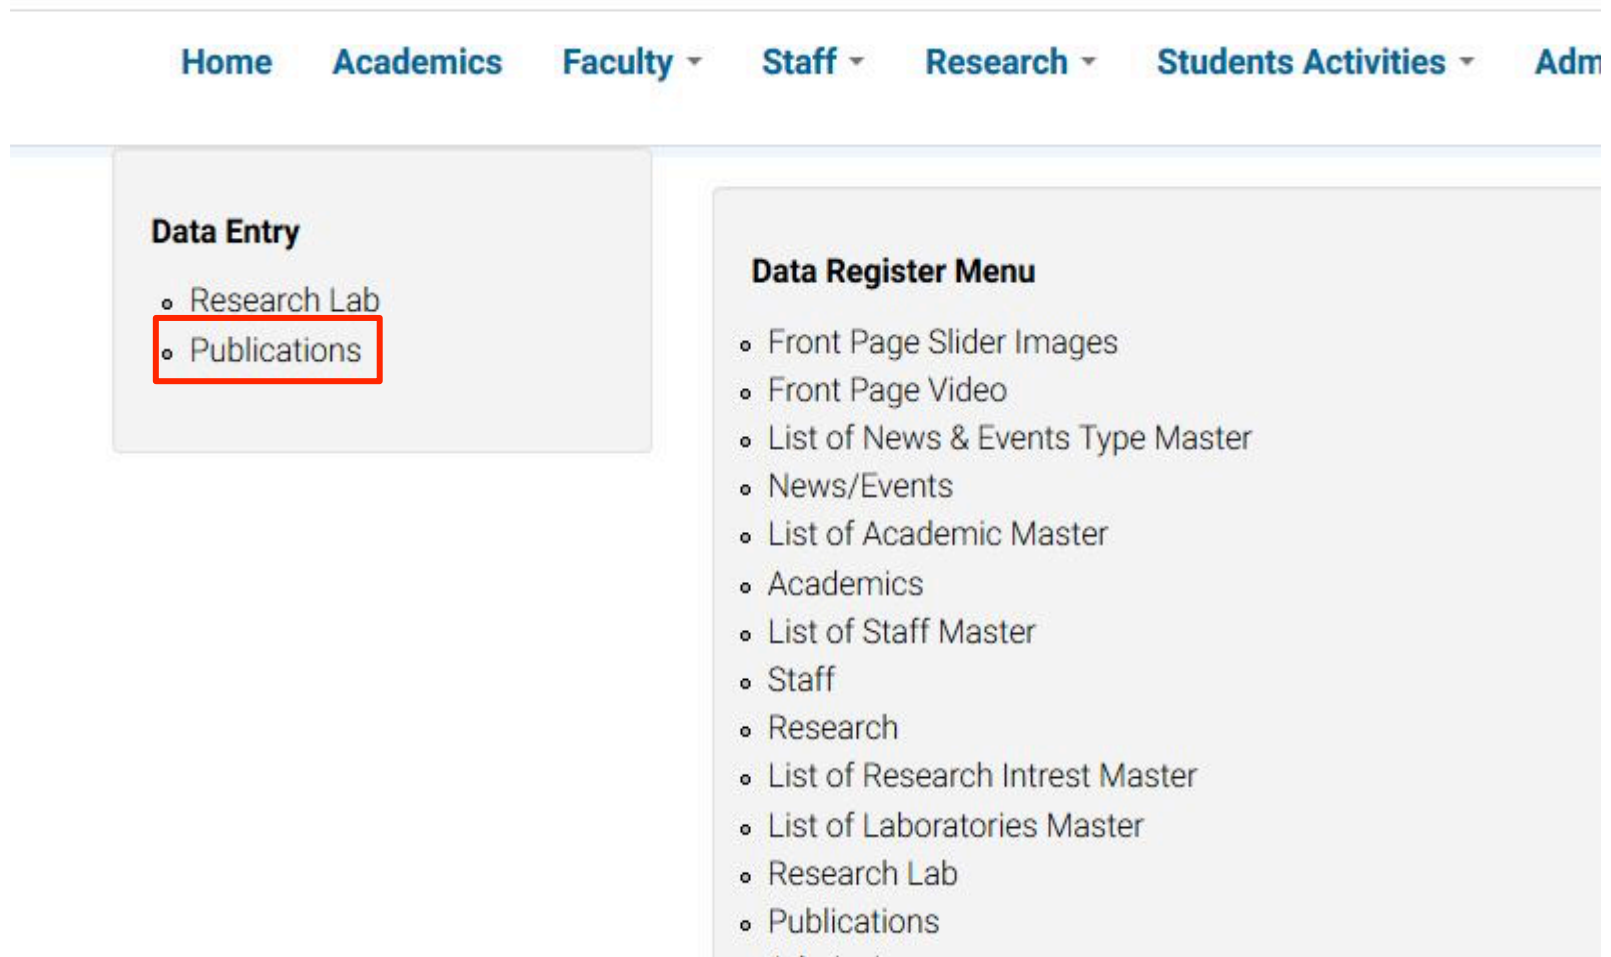 Home Academics Faculty Staff Research Students Activities Adm
Data Entry
Research Lab
Publications
Data Register Menu
Front Page Slider Images
Front Page Video
List of News & Events Type Master
News/Events
List of Academic Master
Academics
List of Staff Master
Staff
Research
List of Research Intrest Master
List of Laboratories Master
Research Lab
Publications